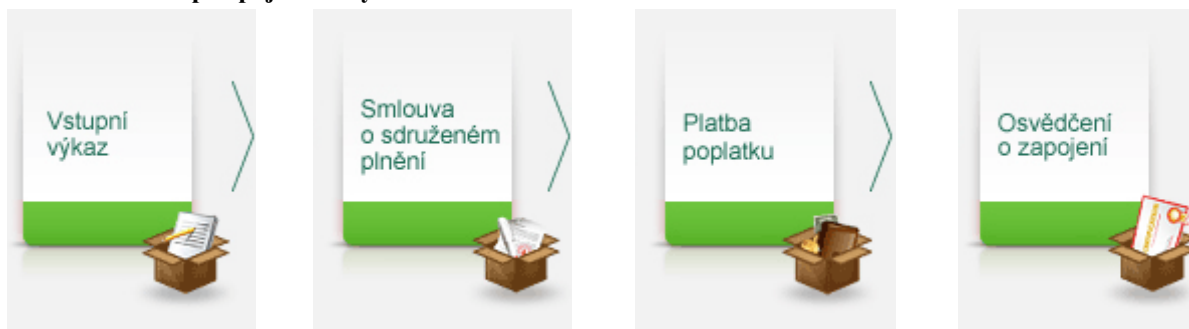 Vstupní
výkaz
Smlouva
o sdruženém
plnění
Platba
poplatku
Osvědčení
o zapojení